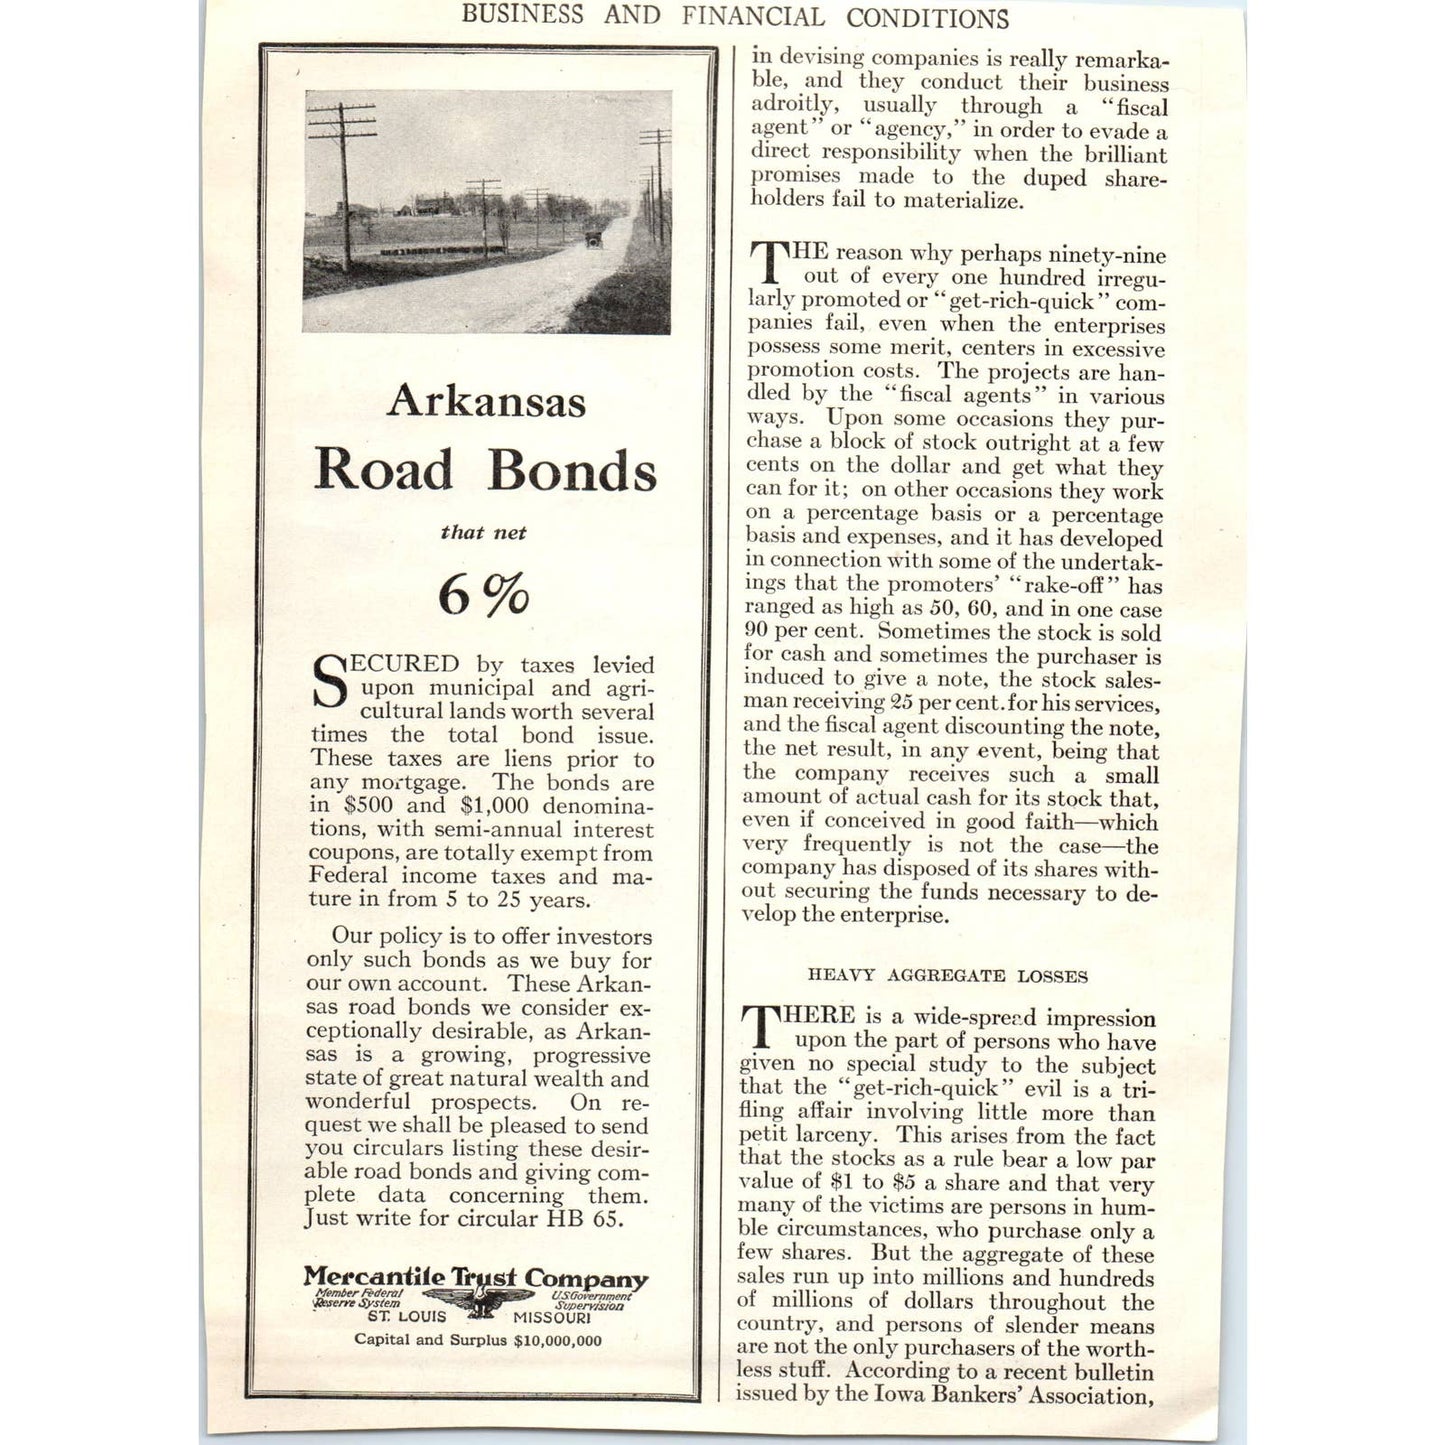 BUSINESS AND FINANCIAL CONDITIONS
Arkansas
Road Bonds
that net
6%
SECURED by taxes levied
upon municipal and agri-
cultural lands worth several
times the total bond issue.
These taxes are liens prior to
any mortgage. The bonds are
in $500 and $1,000 denomina-
tions, with semi-annual interest
coupons, are totally exempt from
Federal income taxes and ma-
ture in from 5 to 25 years.
Our policy is to offer investors
only such bonds as we buy for
our own account. These Arkan-
sas road bonds we consider ex-
ceptionally desirable, as Arkan-
sas is a growing, progressive
state of great natural wealth and
wonderful prospects. On re-
quest we shall be pleased to send
you circulars listing these desir-
able road bonds and giving com-
plete data concerning them.
Just write for circular HB 65.
Mercantile Trust Company
Member Federal
Reserve System
U.S. Government
Supervision
ST. LOUIS MISSOURI
Capital and Surplus $10,000,000
in devising companies is really remarka-
ble, and they conduct their business
adroitly, usually through a "fiscal
agent" or "agency," in order to evade a
direct responsibility when the brilliant
promises made to the duped share-
holders fail to materialize.
THE reason why perhaps ninety-nine
out of every one hundred irregu-
larly promoted or "get-rich-quick" com-
panies fail, even when the enterprises
possess some merit, centers in excessive
promotion costs. The projects are han-
dled by the "fiscal agents" in various
ways. Upon some occasions they pur-
chase a block of stock outright at a few
cents on the dollar and get what they
can for it; on other occasions they work
on a percentage basis or a percentage
basis and expenses, and it has developed
in connection with some of the undertak-
ings that the promoters' "rake-off" has
ranged as high as 50, 60, and in one case
90 per cent. Sometimes the stock is sold
for cash and sometimes the purchaser is
induced to give a note, the stock sales-
man receiving 25 per cent. for his services,
and the fiscal agent discounting the note,
the net result, in any event, being that
the company receives such a small
amount of actual cash for its stock that,
even if conceived in good faith—which
very frequently is not the case—the
company has disposed of its shares with-
out securing the funds necessary to de-
velop the enterprise.
HEAVY AGGREGATE LOSSES
THERE is a wide-spread impression
upon the part of persons who have
given no special study to the subject
that the "get-rich-quick" evil is a tri-
fling affair involving little more than
petit larceny. This arises from the fact
that the stocks as a rule bear a low par
value of $1 to $5 a share and that very
many of the victims are persons in hum-
ble circumstances, who purchase only a
few shares. But the aggregate of these
sales run up into millions and hundreds
of millions of dollars throughout the
country, and persons of slender means
are not the only purchasers of the worth-
less stuff. According to a recent bulletin
issued by the Iowa Bankers' Association,